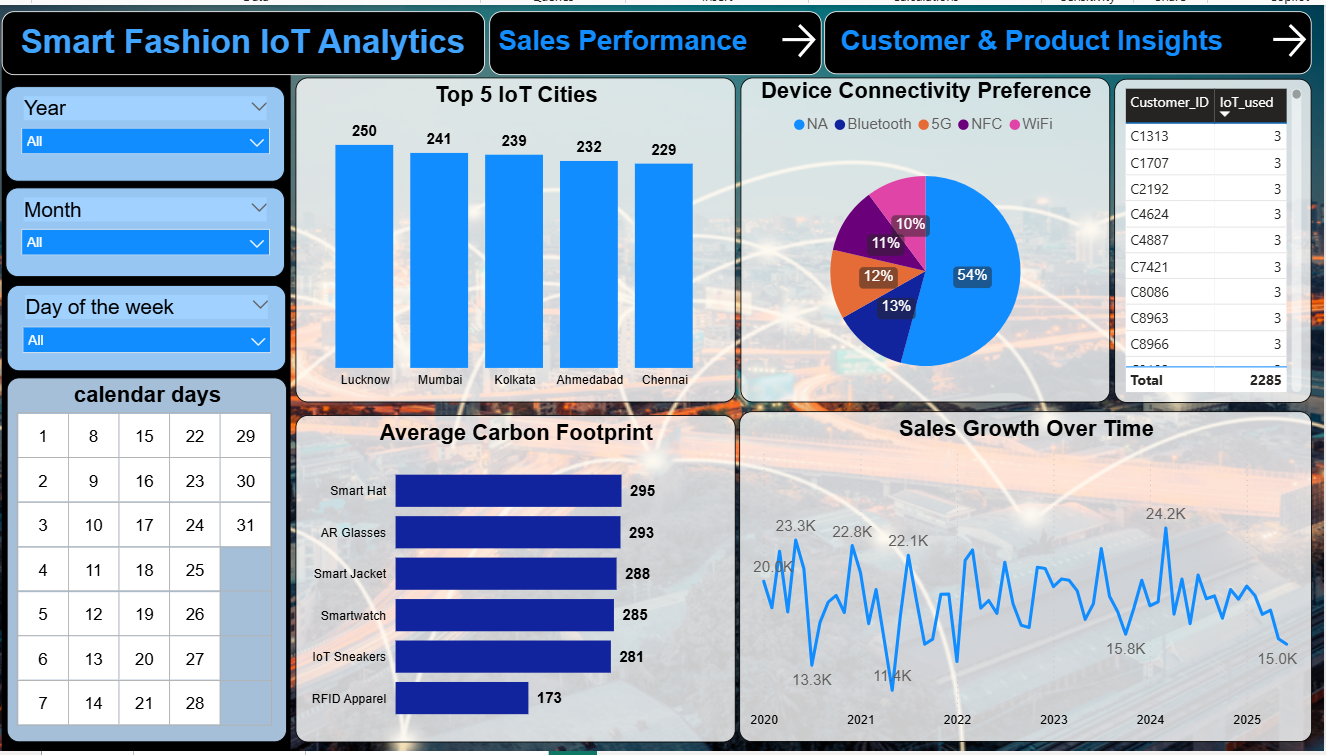 Smart Fashion IoT Analytics
Sales Performance
Customer & Product Insights
Year
All
Month
All
Day of the week
All
calendar days
1 8 15 22 29
2 9 16 23 30
3 10 17 24 31
4 11 18 25
5 12 19 26
6 13 20 27
7 14 21 28
Top 5 IoT Cities
250 241 239 232 229
Lucknow Mumbai Kolkata Ahmedabad Chennai
Device Connectivity Preference
NA Bluetooth 5G NFC WiFi
10%
11%
12%
54%
13%
Customer_ID IoT_used
C1313 3
C1707 3
C2192 3
C4624 3
C4887 3
C7421 3
C8086 3
C8963 3
C8966 3
Total 2285
Average Carbon Footprint
Smart Hat 295
AR Glasses 293
Smart Jacket 288
Smartwatch 285
IoT Sneakers 281
RFID Apparel 173
Sales Growth Over Time
24.2K
23.3K
22.8K
22.1K
20.0K
15.8K
15.0K
13.3K
11.4K
2020 2021 2022 2023 2024 2025